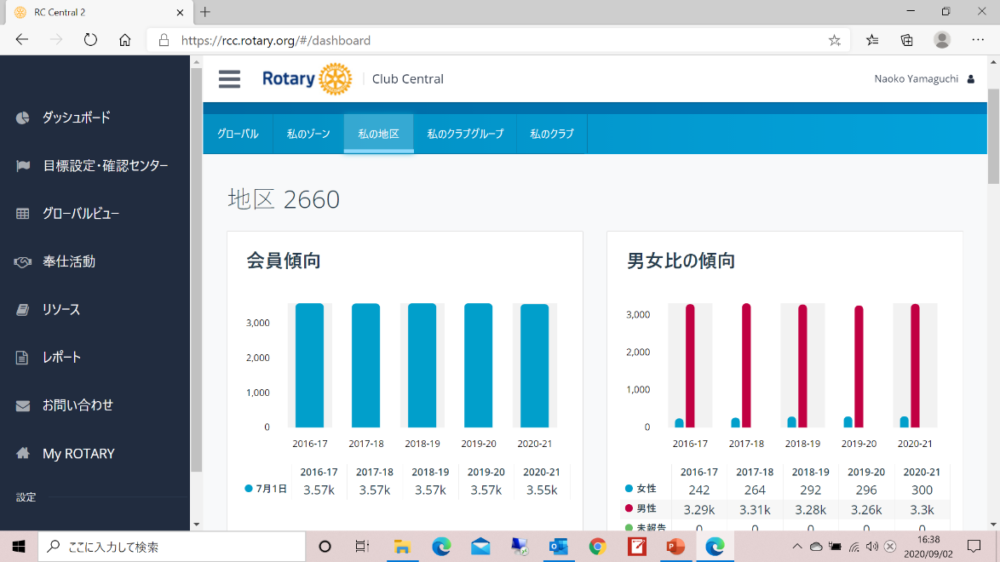 RC Central 2
https://rcc.rotary.org/#/dashboard
ダッシュボード
目標設定・確認センター
グローバルビュー
奉仕活動
リソース
レポート
お問い合わせ
My ROTARY
設定
Rotary
Club Central
Naoko Yamaguchi
グローバル 私のゾーン 私の地区 私のクラブグループ 私のクラブ
地区 2660
会員傾向
3,000
2,000
1,000
0
2016-17 2017-18 2018-19 2019-20 2020-21
2016-17 2017-18 2018-19 2019-20 2020-21
7月1日 3.57k 3.57k 3.57k 3.57k 3.55k
男女比の傾向
3,000
2,000
1,000
0
2016-17 2017-18 2018-19 2019-20 2020-21
2016-17 2017-18 2018-19 2019-20 2020-21
女性 242 264 292 296 300
男性 3.29k 3.31k 3.28k 3.26k 3.3k
未報告 0 0 0 0 0
ここに入力して検索
16:38
2020/09/02